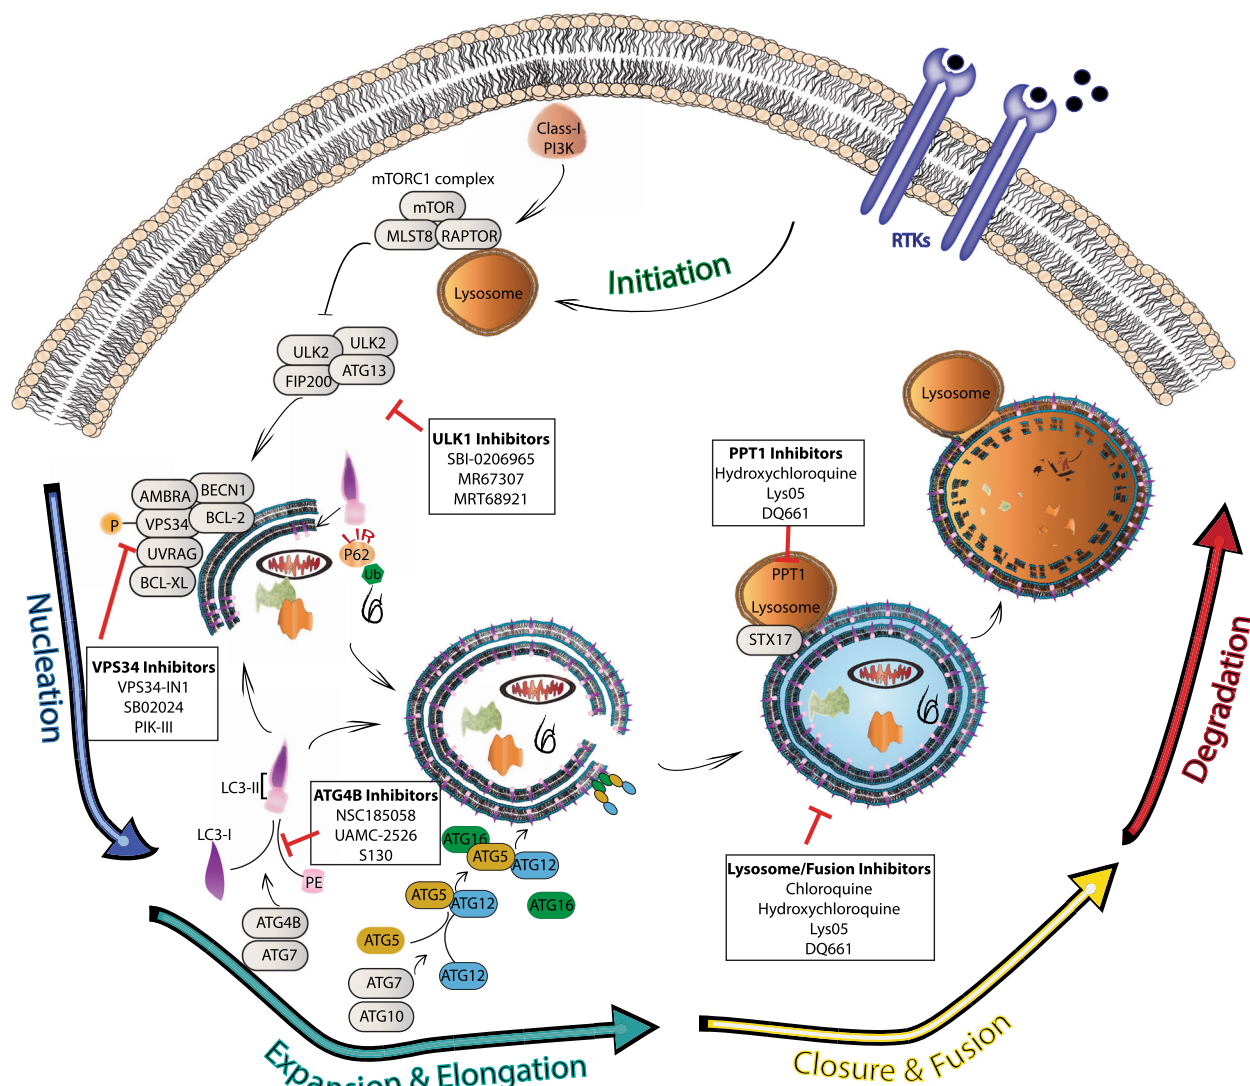 Class-I
PI3K
mTORC1 complex
mTOR
MLST8
RAPTOR
Lysosome
Initiation
RTKs
ULK2
ULK2
FIP200
ATG13
ULK1 Inhibitors
SBI-0206965
MR67307
MRT68921
AMBRA
BECN1
P
VPS34
BCL-2
UVRAG
BCL-XL
LIR
P62
Ub
Nucleation
VPS34 Inhibitors
VPS34-IN1
SB02024
PIK-III
LC3-II
LC3-I
PE
ATG4B Inhibitors
NSC185058
UAMC-2526
S130
ATG4B
ATG7
ATG16
ATG5
ATG12
ATG5
ATG12
ATG16
ATG5
ATG12
ATG7
ATG10
Expansion & Elongation
PPT1 Inhibitors
Hydroxychloroquine
Lys05
DQ661
PPT1
Lysosome
STX17
Lysosome
Lysosome/Fusion Inhibitors
Chloroquine
Hydroxychloroquine
Lys05
DQ661
Closure & Fusion
Degradation